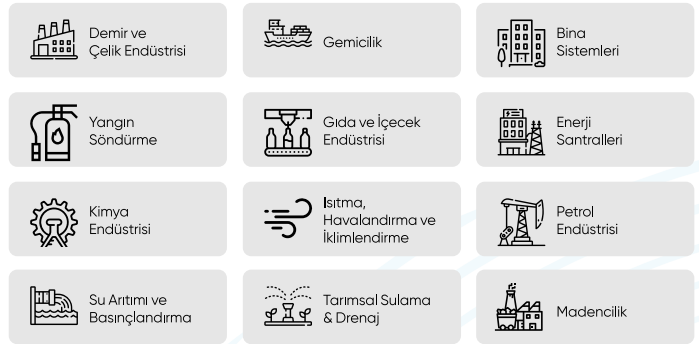 Demir ve
Çelik Endüstrisi
Gemicilik
Bina
Sistemleri
Yangın
Söndürme
Gıda ve İçecek
Endüstrisi
Enerji
Santralleri
Kimya
Endüstrisi
Isıtma,
Havalandırma ve
İklimlendirme
Petrol
Endüstrisi
Su Arıtımı ve
Basınçlandırma
Tarımsal Sulama
& Drenaj
Madencilik